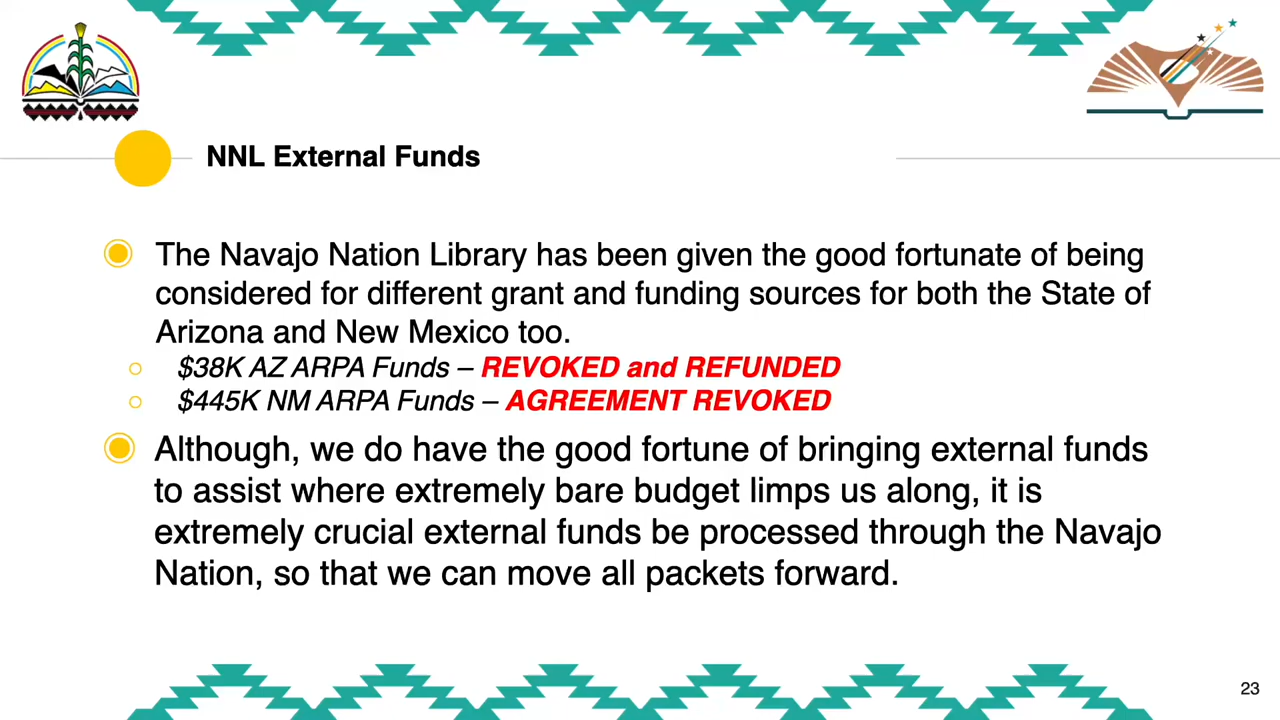 NNL External Funds
The Navajo Nation Library has been given the good fortunate of being
considered for different grant and funding sources for both the State of
Arizona and New Mexico too.
$38K AZ ARPA Funds – REVOKED and REFUNDED
$445K NM ARPA Funds – AGREEMENT REVOKED
Although, we do have the good fortune of bringing external funds
to assist where extremely bare budget limps us along, it is
extremely crucial external funds be processed through the Navajo
Nation, so that we can move all packets forward.
23